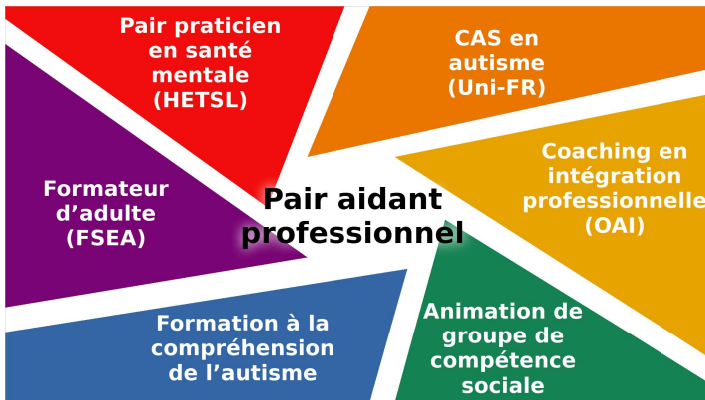 Pair praticien
en santé
mentale
(HETSL)
CAS en
autisme
(Uni-FR)
Coaching en
intégration
professionnelle
(OAI)
Formateur
d’adulte
(FSEA)
Pair aidant
professionnel
Formation à la
compréhension
de l’autisme
Animation de
groupe de
compétence
sociale